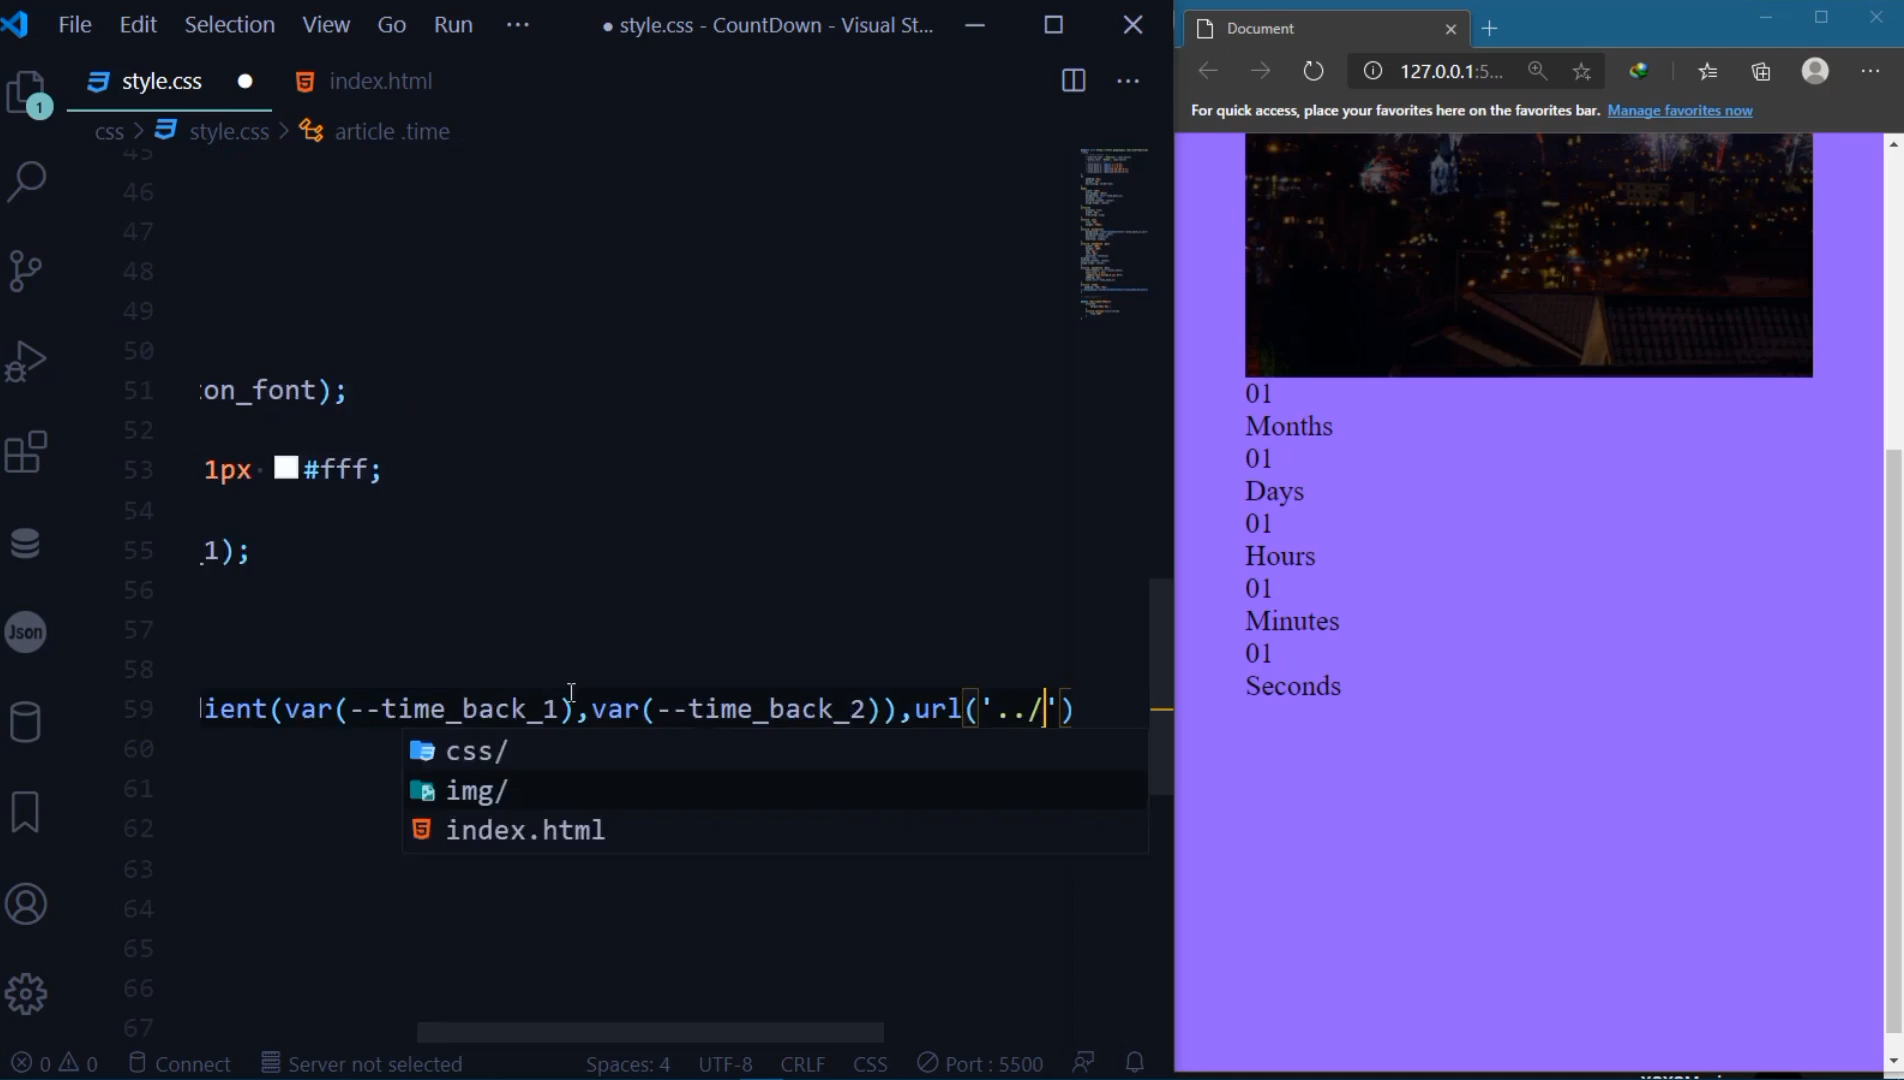 File Edit Selection View Go Run ··· ● style.css - CountDown - Visual St...
style.css ● index.html
css > style.css > article .time
45
46
47
48
49
50
51 on_font);
52
53 1px #fff;
54
55 _1);
56
57
58
59 ient(var(--time_back_1),var(--time_back_2)),url('../')
60
css/
61
img/
62
index.html
63
64
65
66
67
1
Json
0 0 Connect Server not selected Spaces: 4 UTF-8 CRLF CSS Port : 5500
Document
127.0.0.1:5...
For quick access, place your favorites here on the favorites bar. Manage favorites now
01
Months
01
Days
01
Hours
01
Minutes
01
Seconds